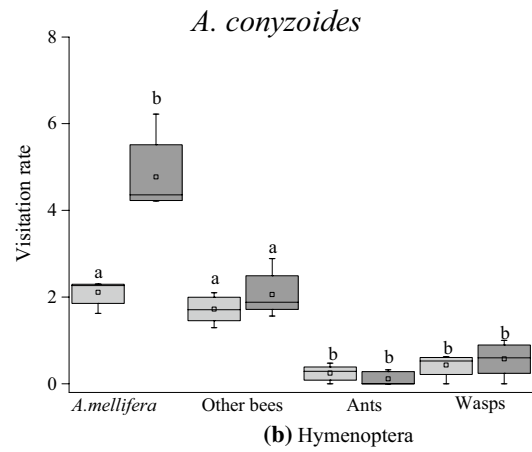 A. conyzoides
8
b
6
Visitation rate
4
a
a
a
2
b
b
b
b
0
A.mellifera Other bees Ants Wasps
(b) Hymenoptera